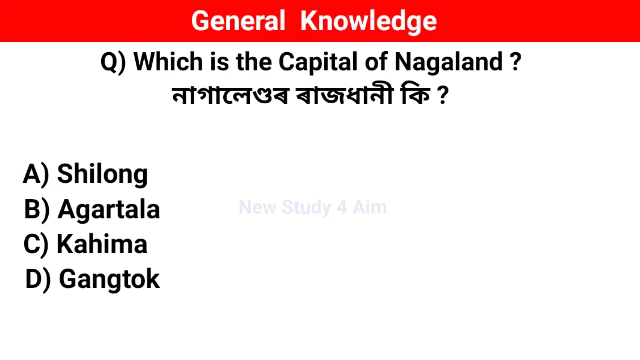 General Knowledge
Q) Which is the Capital of Nagaland ?
নাগালেণ্ডৰ ৰাজধানী কি ?
A) Shilong
B) Agartala
New Study 4 Aim
C) Kahima
D) Gangtok